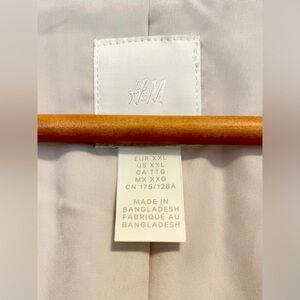 H&M
EUR XXL
US XXL
CA TTG
MX XXG
CN 175/128A
MADE IN
BANGLADESH
FABRIQUÉ AU
BANGLADESH